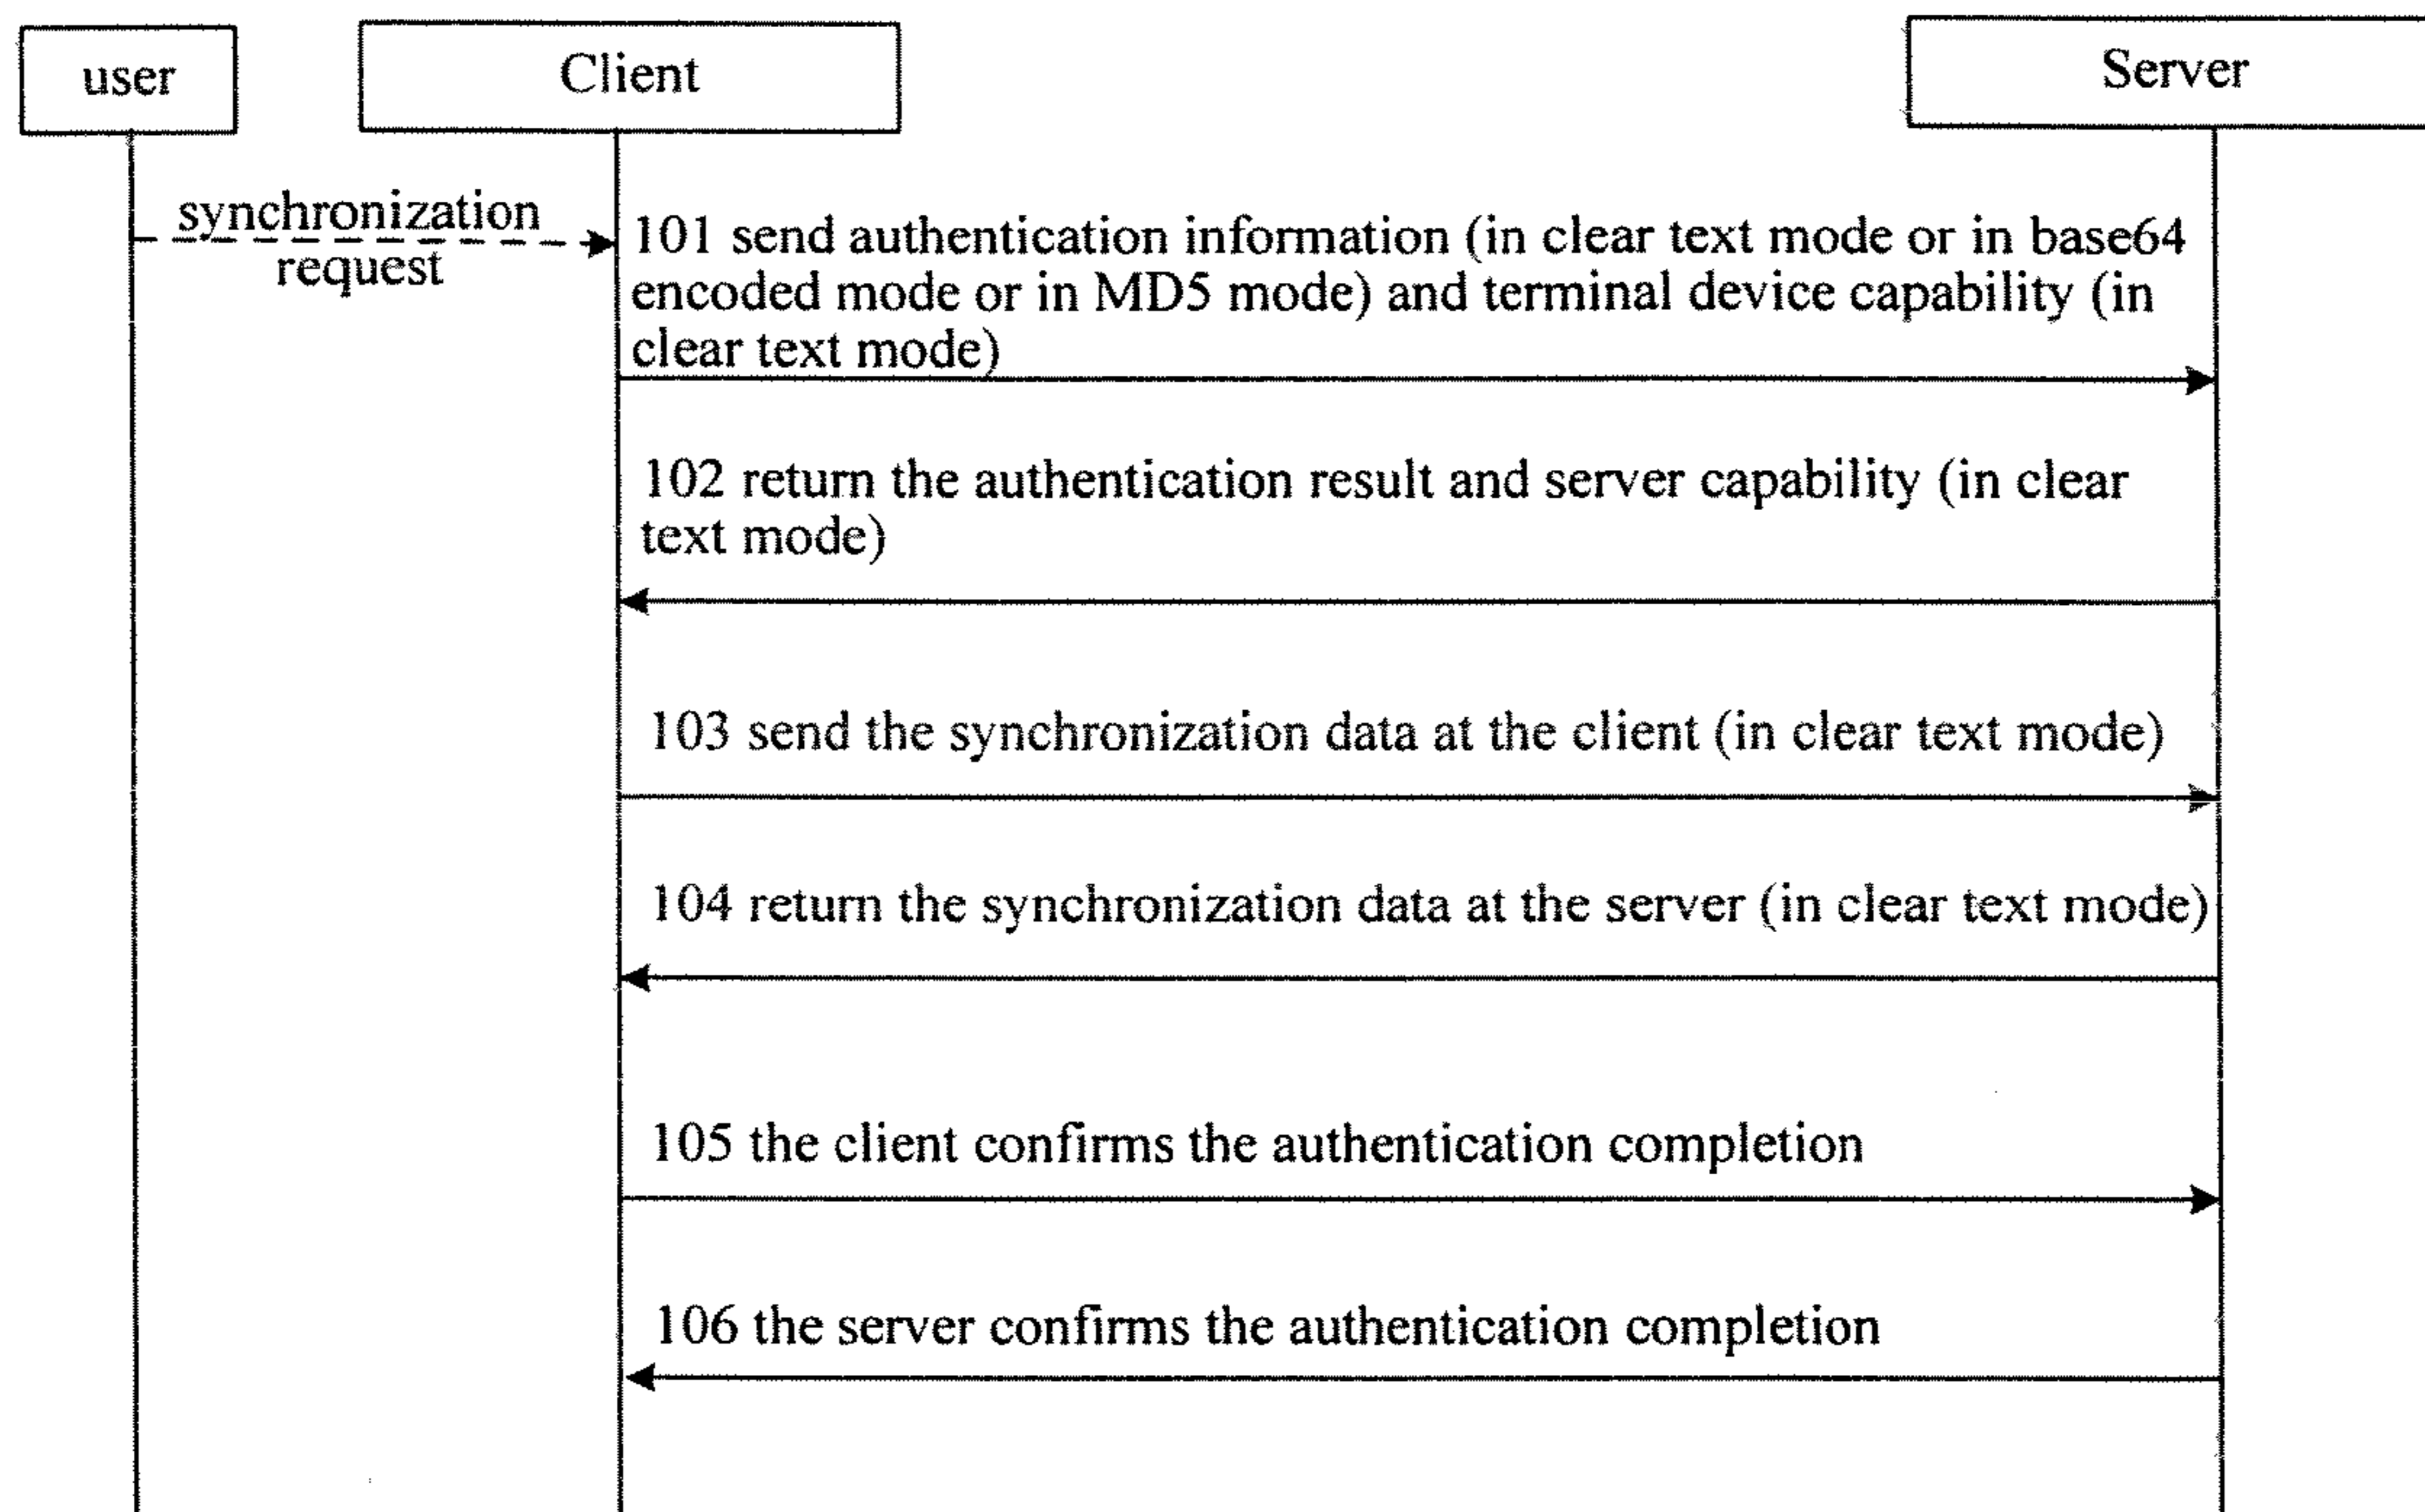 user
Client
Server
synchronization
request
101 send authentication information (in clear text mode or in base64
encoded mode or in MD5 mode) and terminal device capability (in
clear text mode)
102 return the authentication result and server capability (in clear
text mode)
103 send the synchronization data at the client (in clear text mode)
104 return the synchronization data at the server (in clear text mode)
105 the client confirms the authentication completion
106 the server confirms the authentication completion